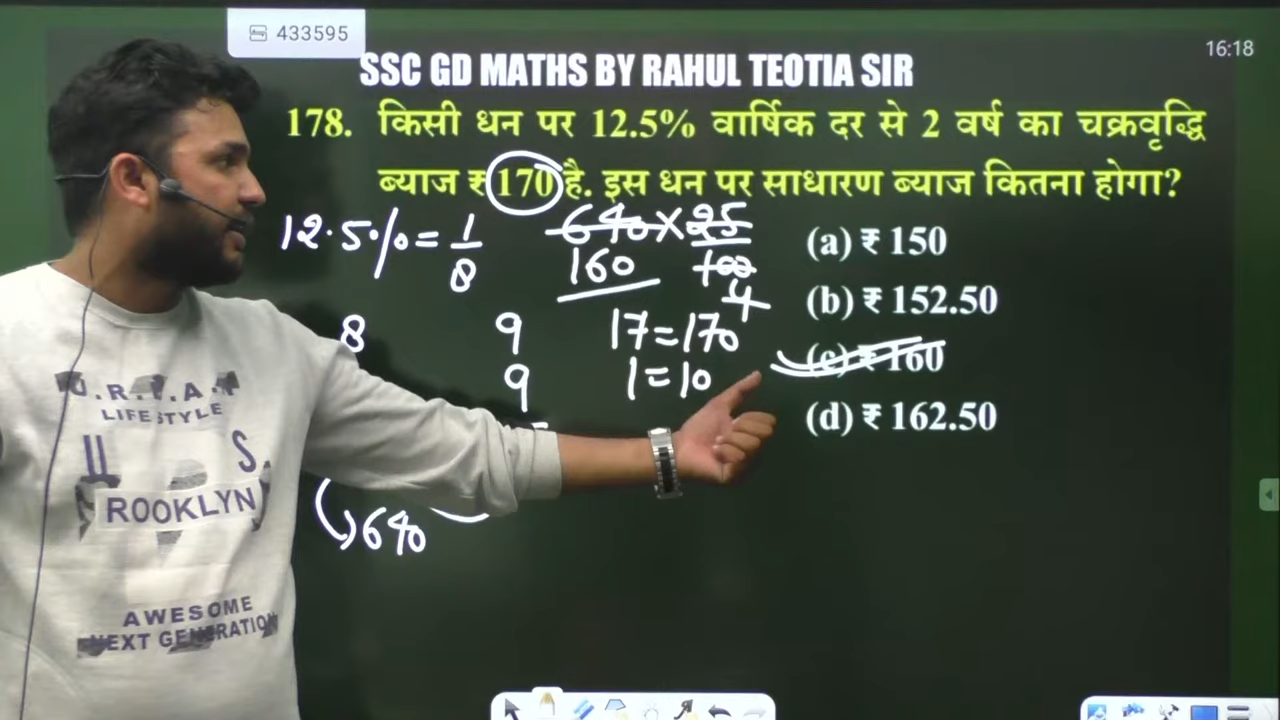 433595
16:18
SSC GD MATHS BY RAHUL TEOTIA SIR
178. किसी धन पर 12.5% वार्षिक दर से 2 वर्ष का चक्रवृद्धि
ब्याज ₹ 170 है. इस धन पर साधारण ब्याज कितना होगा?
12.5% = 1/8
640 × 25/100
160
4
8 9 17 = 170
9 1 = 10
640
(a) ₹ 150
(b) ₹ 152.50
(c) ₹ 160
(d) ₹ 162.50
U.R.T.A.N
LIFESTYLE
U S
ROOKLYN
AWESOME
NEXT GENERATION